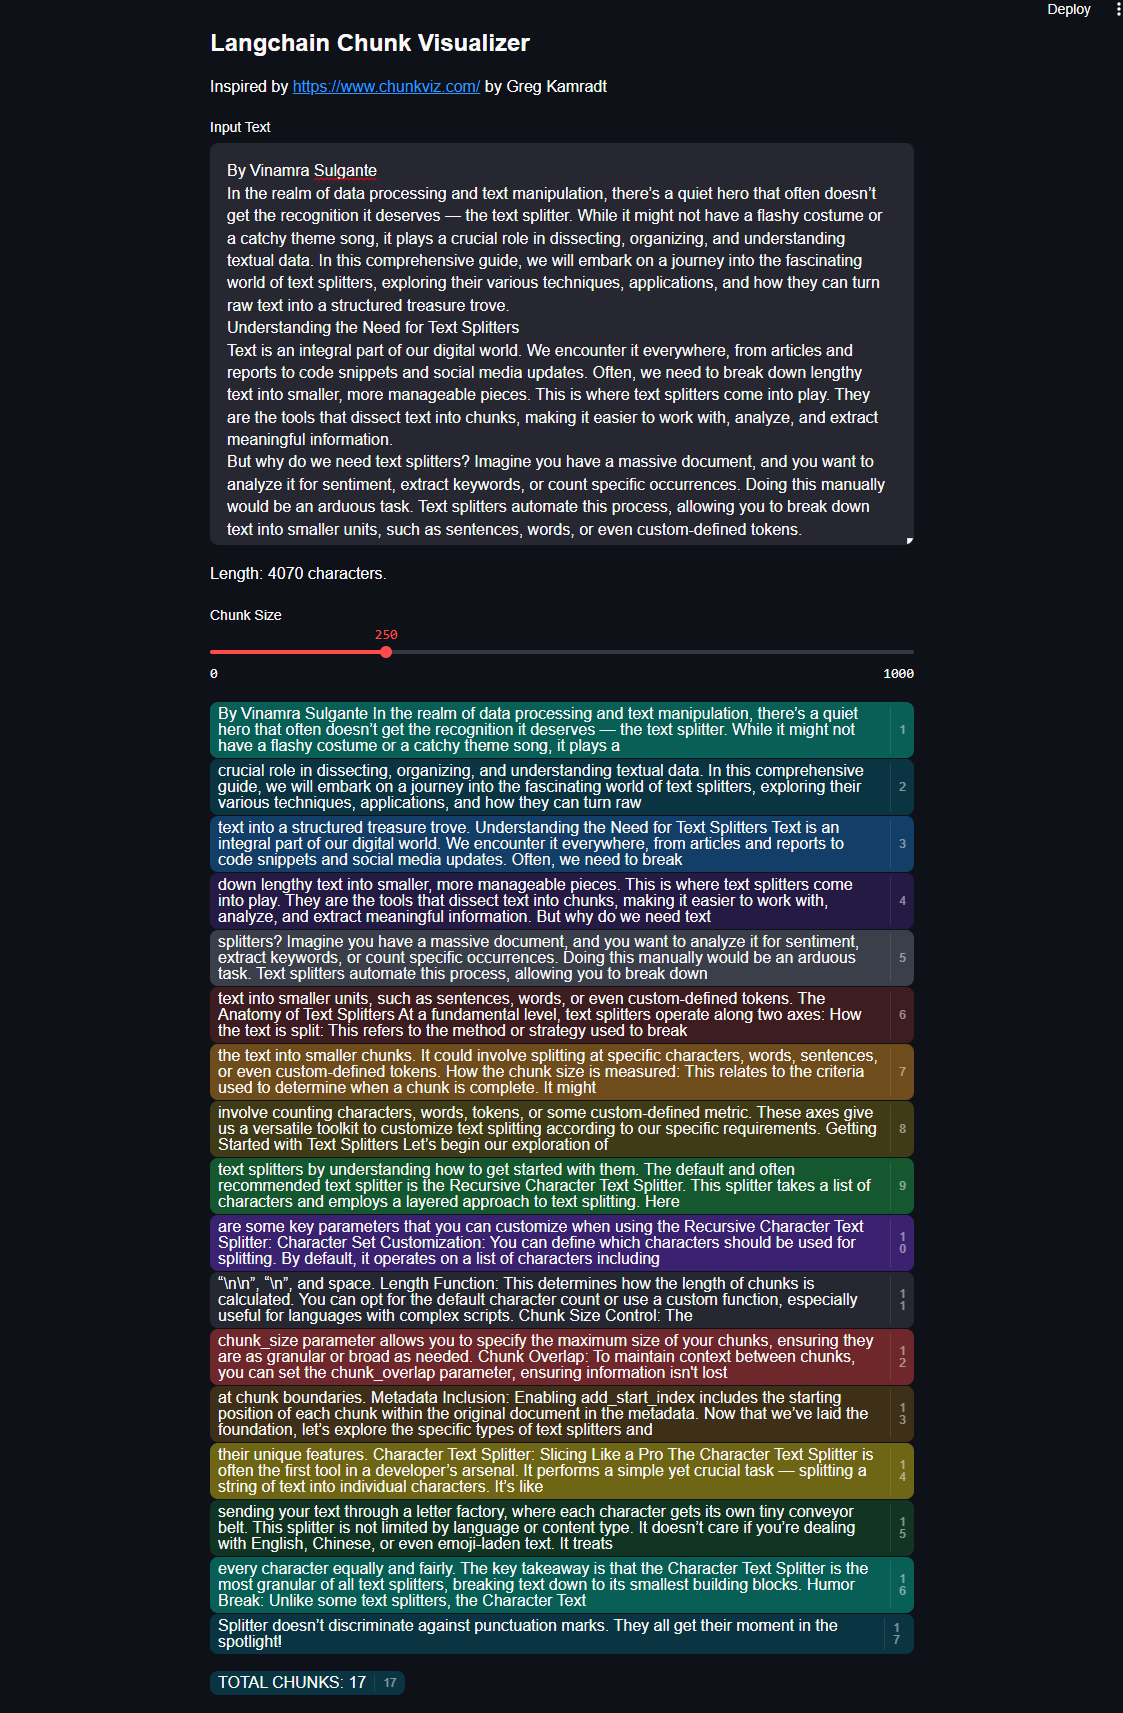 Deploy
Langchain Chunk Visualizer
Inspired by https://www.chunkviz.com/ by Greg Kamradt
Input Text
By Vinamra Sulgante
In the realm of data processing and text manipulation, there’s a quiet hero that often doesn’t
get the recognition it deserves — the text splitter. While it might not have a flashy costume or
a catchy theme song, it plays a crucial role in dissecting, organizing, and understanding
textual data. In this comprehensive guide, we will embark on a journey into the fascinating
world of text splitters, exploring their various techniques, applications, and how they can turn
raw text into a structured treasure trove.
Understanding the Need for Text Splitters
Text is an integral part of our digital world. We encounter it everywhere, from articles and
reports to code snippets and social media updates. Often, we need to break down lengthy
text into smaller, more manageable pieces. This is where text splitters come into play. They
are the tools that dissect text into chunks, making it easier to work with, analyze, and extract
meaningful information.
But why do we need text splitters? Imagine you have a massive document, and you want to
analyze it for sentiment, extract keywords, or count specific occurrences. Doing this manually
would be an arduous task. Text splitters automate this process, allowing you to break down
text into smaller units, such as sentences, words, or even custom-defined tokens.
Length: 4070 characters.
Chunk Size
250
0 1000
By Vinamra Sulgante In the realm of data processing and text manipulation, there’s a quiet
hero that often doesn’t get the recognition it deserves — the text splitter. While it might not
have a flashy costume or a catchy theme song, it plays a
1
crucial role in dissecting, organizing, and understanding textual data. In this comprehensive
guide, we will embark on a journey into the fascinating world of text splitters, exploring their
various techniques, applications, and how they can turn raw
2
text into a structured treasure trove. Understanding the Need for Text Splitters Text is an
integral part of our digital world. We encounter it everywhere, from articles and reports to
code snippets and social media updates. Often, we need to break
3
down lengthy text into smaller, more manageable pieces. This is where text splitters come
into play. They are the tools that dissect text into chunks, making it easier to work with,
analyze, and extract meaningful information. But why do we need text
4
splitters? Imagine you have a massive document, and you want to analyze it for sentiment,
extract keywords, or count specific occurrences. Doing this manually would be an arduous
task. Text splitters automate this process, allowing you to break down
5
text into smaller units, such as sentences, words, or even custom-defined tokens. The
Anatomy of Text Splitters At a fundamental level, text splitters operate along two axes: How
the text is split: This refers to the method or strategy used to break
6
the text into smaller chunks. It could involve splitting at specific characters, words, sentences,
or even custom-defined tokens. How the chunk size is measured: This relates to the criteria
used to determine when a chunk is complete. It might
7
involve counting characters, words, tokens, or some custom-defined metric. These axes give
us a versatile toolkit to customize text splitting according to our specific requirements. Getting
Started with Text Splitters Let’s begin our exploration of
8
text splitters by understanding how to get started with them. The default and often
recommended text splitter is the Recursive Character Text Splitter. This splitter takes a list of
characters and employs a layered approach to text splitting. Here
9
are some key parameters that you can customize when using the Recursive Character Text
Splitter: Character Set Customization: You can define which characters should be used for
splitting. By default, it operates on a list of characters including
10
“\n\n”, “\n”, and space. Length Function: This determines how the length of chunks is
calculated. You can opt for the default character count or use a custom function, especially
useful for languages with complex scripts. Chunk Size Control: The
11
chunk_size parameter allows you to specify the maximum size of your chunks, ensuring they
are as granular or broad as needed. Chunk Overlap: To maintain context between chunks,
you can set the chunk_overlap parameter, ensuring information isn't lost
12
at chunk boundaries. Metadata Inclusion: Enabling add_start_index includes the starting
position of each chunk within the original document in the metadata. Now that we’ve laid the
foundation, let’s explore the specific types of text splitters and
13
their unique features. Character Text Splitter: Slicing Like a Pro The Character Text Splitter is
often the first tool in a developer’s arsenal. It performs a simple yet crucial task — splitting a
string of text into individual characters. It’s like
14
sending your text through a letter factory, where each character gets its own tiny conveyor
belt. This splitter is not limited by language or content type. It doesn’t care if you’re dealing
with English, Chinese, or even emoji-laden text. It treats
15
every character equally and fairly. The key takeaway is that the Character Text Splitter is the
most granular of all text splitters, breaking text down to its smallest building blocks. Humor
Break: Unlike some text splitters, the Character Text
16
Splitter doesn’t discriminate against punctuation marks. They all get their moment in the
spotlight!
17
TOTAL CHUNKS: 17 17